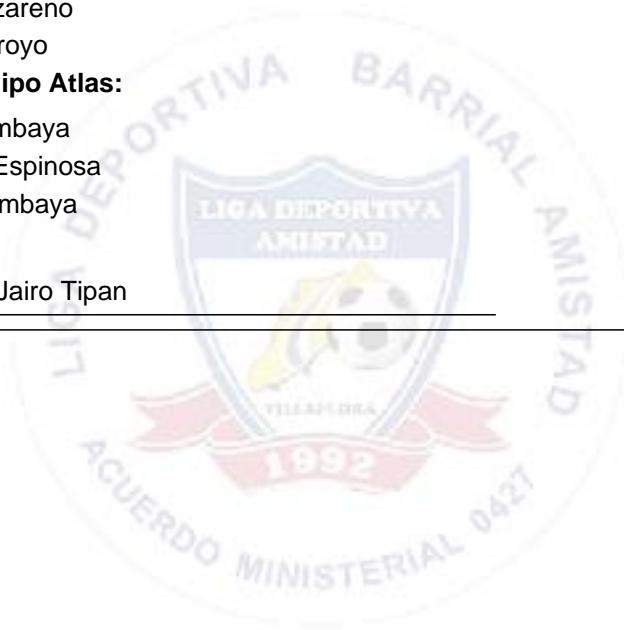 zareno
royo
ipo Atlas:
mbaya
Espinosa
mbaya
Jairo Tipan
LIGA DEPORTIVA BARRIAL AMISTAD
LIGA DEPORTIVA
AMISTAD
VILLAFLORA
1992
ACUERDO MINISTERIAL 0427